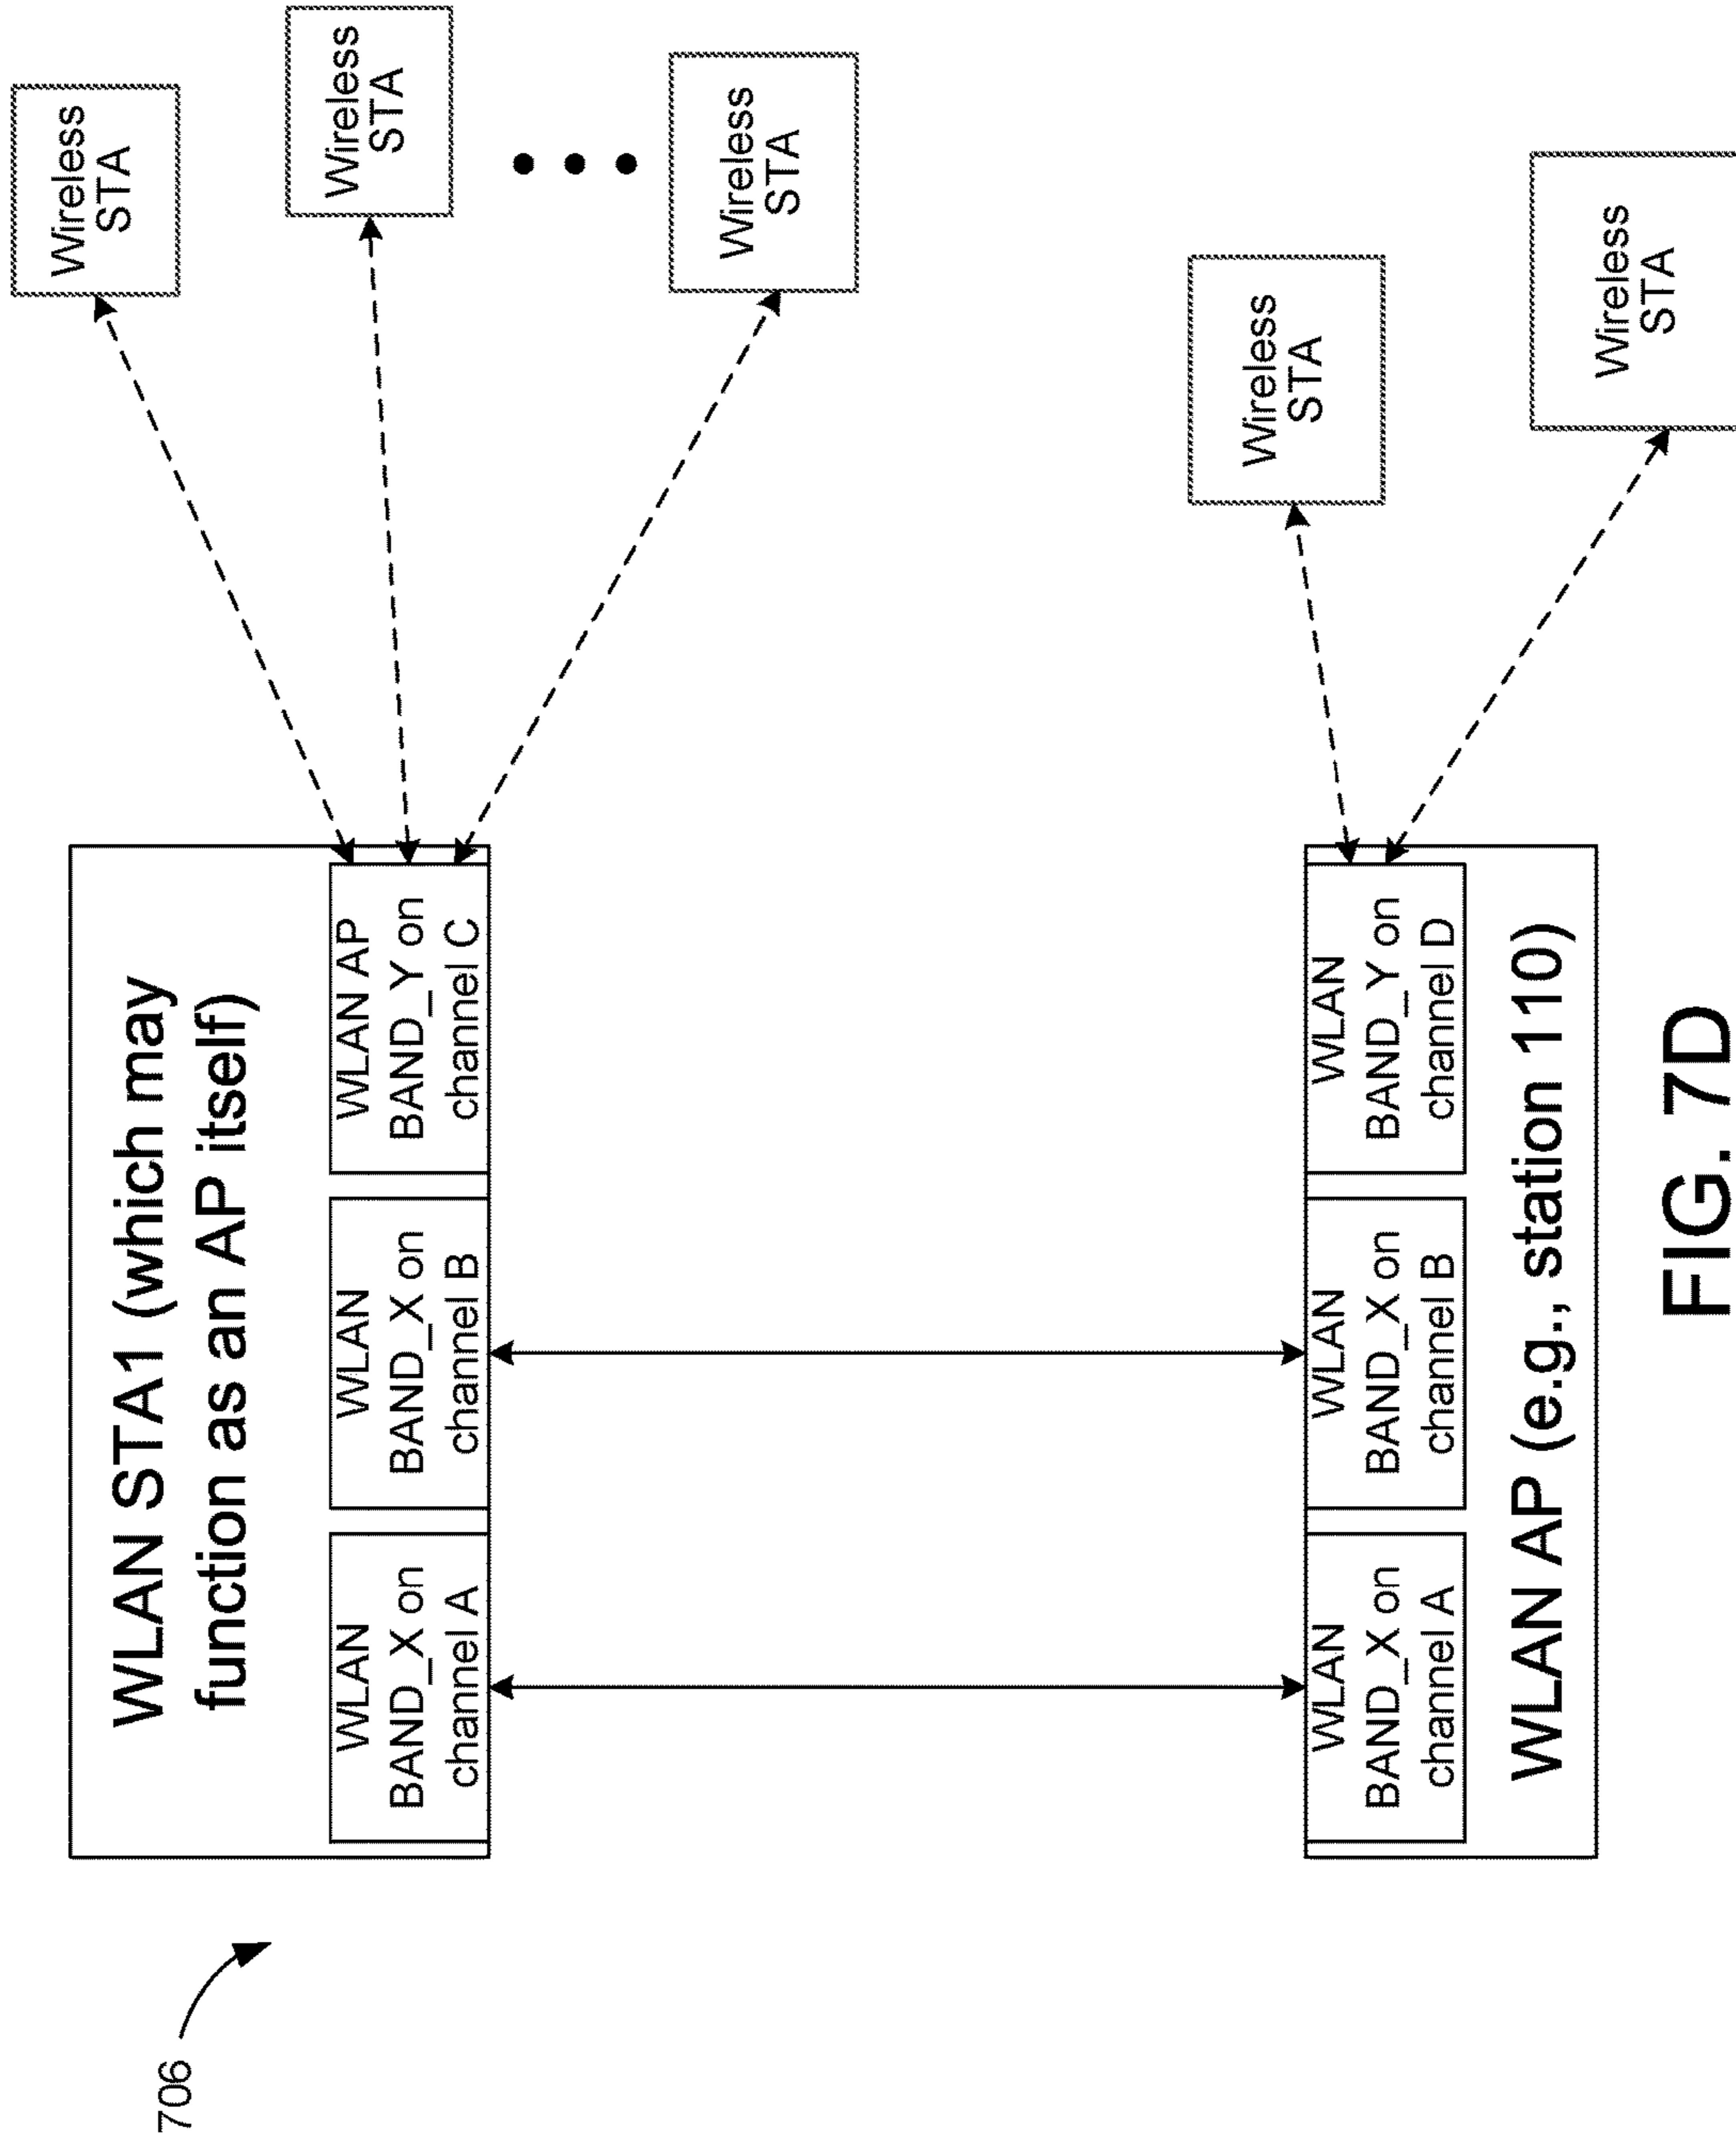 706
WLAN STA1 (which may
function as an AP itself)
WLAN
BAND_X on
channel A
WLAN
BAND_X on
channel B
WLAN AP
BAND_Y on
channel C
Wireless
STA
Wireless
STA
Wireless
STA
WLAN
BAND_X on
channel A
WLAN
BAND_X on
channel B
WLAN
BAND_Y on
channel D
WLAN AP (e.g., station 110)
Wireless
STA
Wireless
STA
FIG. 7D